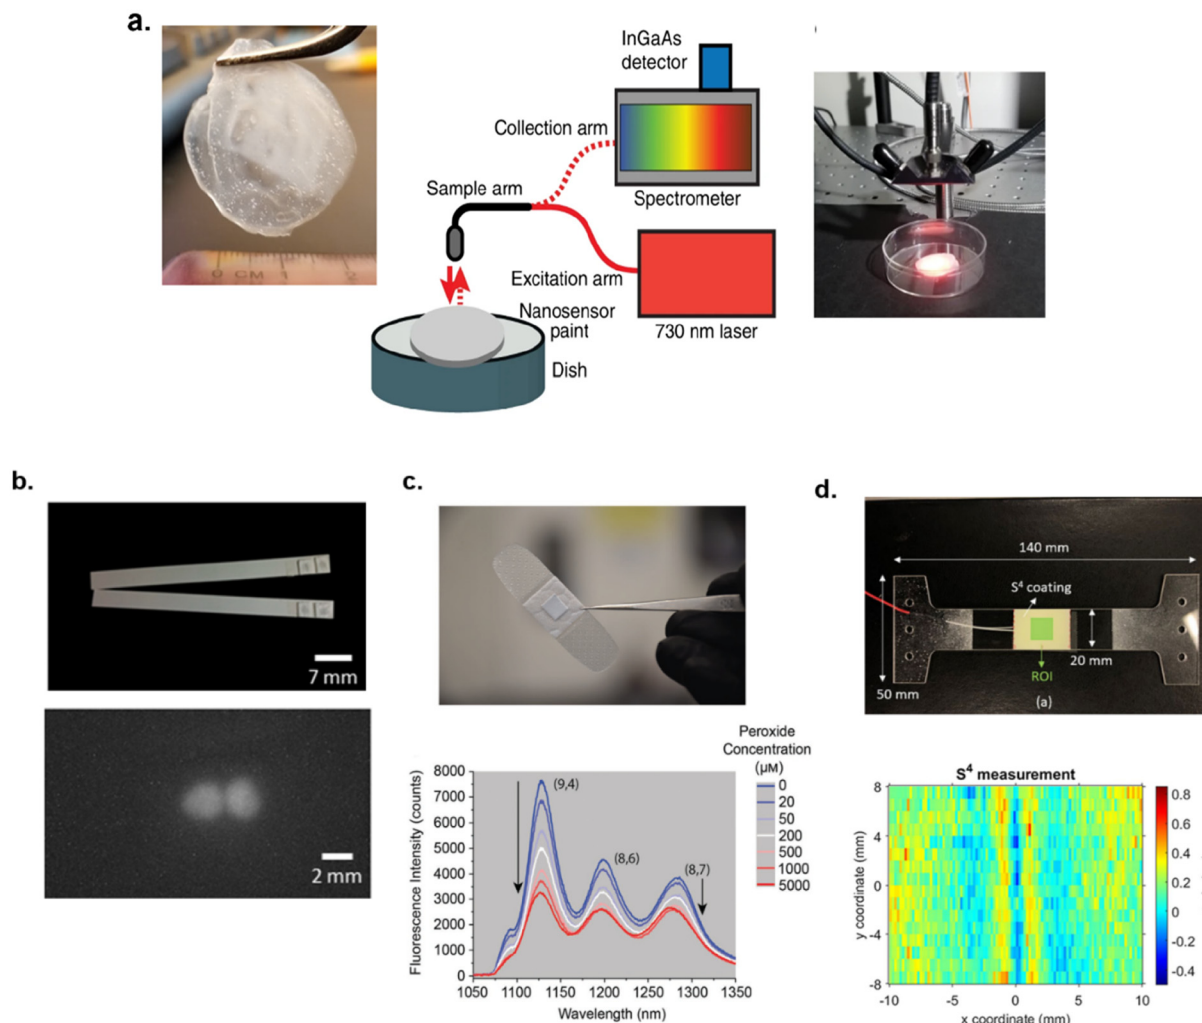 a.
0 CM 1 2
InGaAs
detector
Collection arm
Sample arm
Spectrometer
Excitation arm
Nanosensor
paint
730 nm laser
Dish
b.
7 mm
2 mm
c.
Peroxide
Concentration
(µM)
0
20
50
200
500
1000
5000
8000
7000
6000
5000
4000
3000
2000
1000
0
Fluorescence Intensity (counts)
(9,4)
(8,6)
(8,7)
1050 1100 1150 1200 1250 1300 1350
Wavelength (nm)
d.
140 mm
S⁴ coating
20 mm
50 mm
ROI
(a)
S⁴ measurement
8
4
0
-4
-8
y coordinate (mm)
-10 -5 0 5 10
x coordinate (mm)
0.8
0.6
0.4
0.2
0
-0.2
-0.4